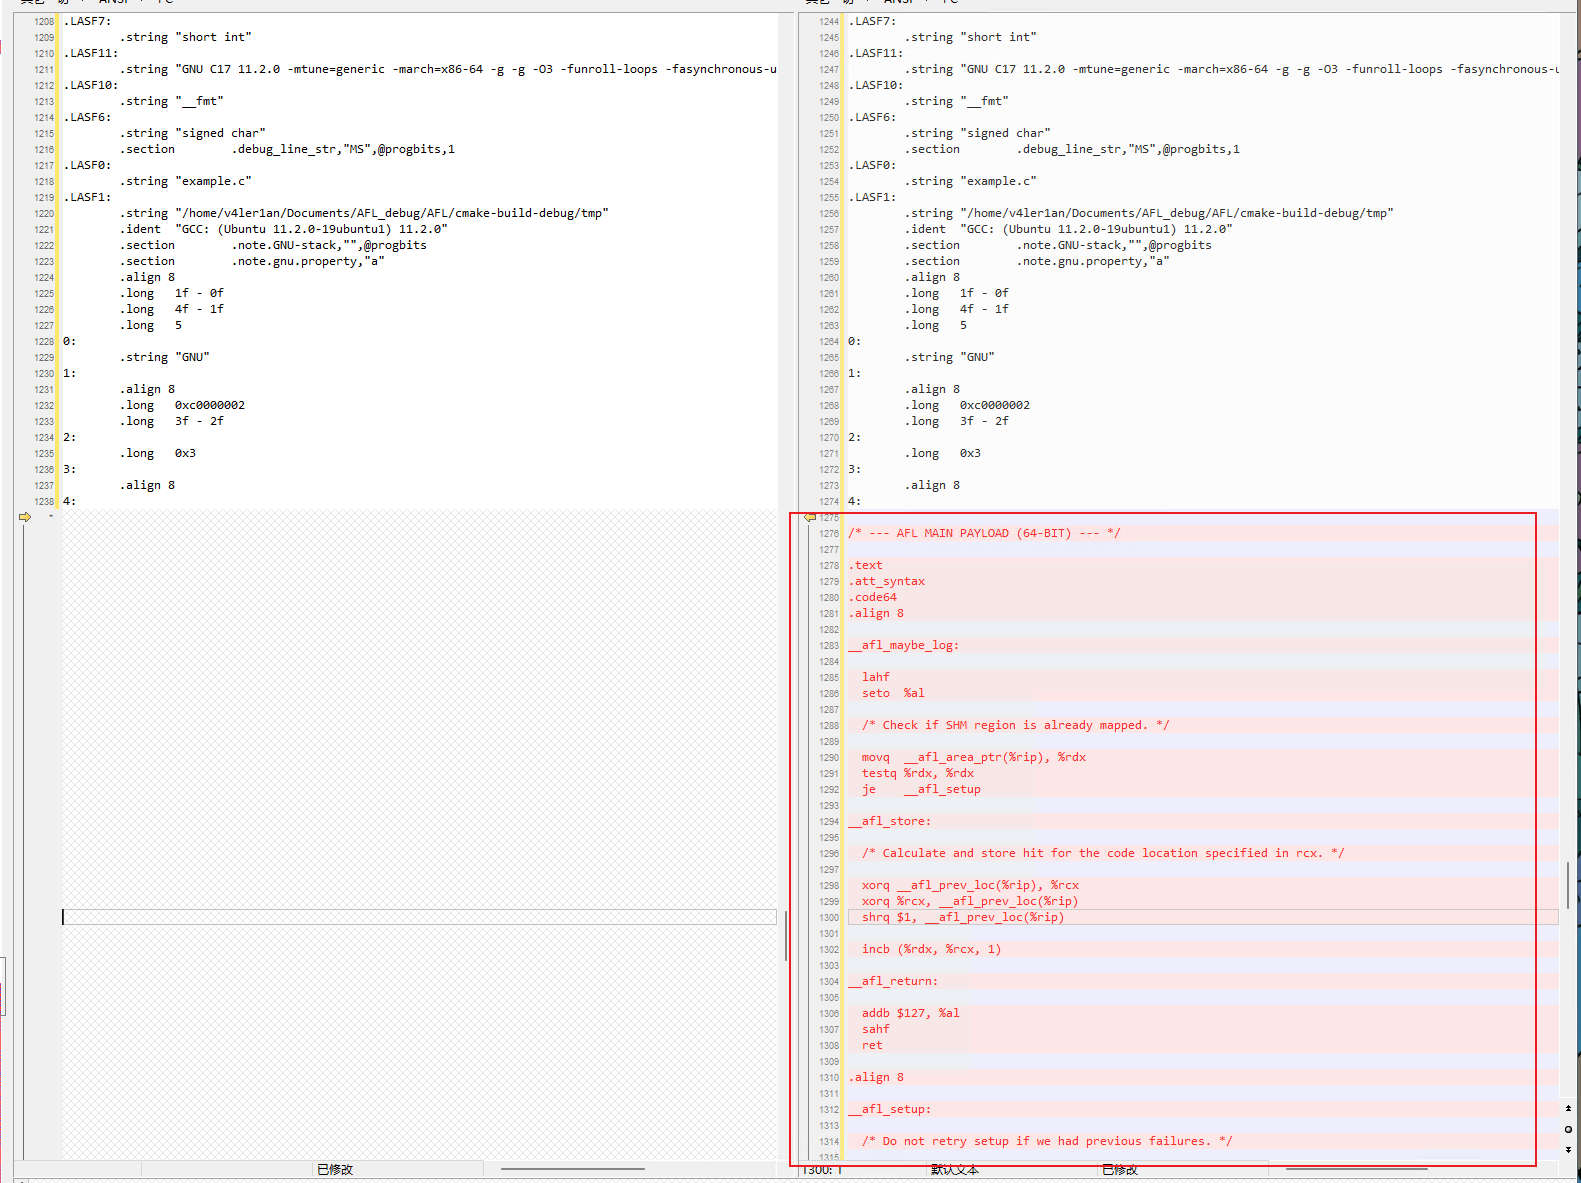 1208 .LASF7:
1209 .string "short int"
1210 .LASF11:
1211 .string "GNU C17 11.2.0 -mtune=generic -march=x86-64 -g -g -O3 -funroll-loops -fasynchronous-u
1212 .LASF10:
1213 .string "__fmt"
1214 .LASF6:
1215 .string "signed char"
1216 .section .debug_line_str,"MS",@progbits,1
1217 .LASF0:
1218 .string "example.c"
1219 .LASF1:
1220 .string "/home/v4ler1an/Documents/AFL_debug/AFL/cmake-build-debug/tmp"
1221 .ident "GCC: (Ubuntu 11.2.0-19ubuntu1) 11.2.0"
1222 .section .note.GNU-stack,"",@progbits
1223 .section .note.gnu.property,"a"
1224 .align 8
1225 .long 1f - 0f
1226 .long 4f - 1f
1227 .long 5
1228 0:
1229 .string "GNU"
1230 1:
1231 .align 8
1232 .long 0xc0000002
1233 .long 3f - 2f
1234 2:
1235 .long 0x3
1236 3:
1237 .align 8
1238 4:
已修改
1244 .LASF7:
1245 .string "short int"
1246 .LASF11:
1247 .string "GNU C17 11.2.0 -mtune=generic -march=x86-64 -g -g -O3 -funroll-loops -fasynchronous-u
1248 .LASF10:
1249 .string "__fmt"
1250 .LASF6:
1251 .string "signed char"
1252 .section .debug_line_str,"MS",@progbits,1
1253 .LASF0:
1254 .string "example.c"
1255 .LASF1:
1256 .string "/home/v4ler1an/Documents/AFL_debug/AFL/cmake-build-debug/tmp"
1257 .ident "GCC: (Ubuntu 11.2.0-19ubuntu1) 11.2.0"
1258 .section .note.GNU-stack,"",@progbits
1259 .section .note.gnu.property,"a"
1260 .align 8
1261 .long 1f - 0f
1262 .long 4f - 1f
1263 .long 5
1264 0:
1265 .string "GNU"
1266 1:
1267 .align 8
1268 .long 0xc0000002
1269 .long 3f - 2f
1270 2:
1271 .long 0x3
1272 3:
1273 .align 8
1274 4:
1275
1276 /* --- AFL MAIN PAYLOAD (64-BIT) --- */
1277
1278 .text
1279 .att_syntax
1280 .code64
1281 .align 8
1282
1283 __afl_maybe_log:
1284
1285 lahf
1286 seto %al
1287
1288 /* Check if SHM region is already mapped. */
1289
1290 movq __afl_area_ptr(%rip), %rdx
1291 testq %rdx, %rdx
1292 je __afl_setup
1293
1294 __afl_store:
1295
1296 /* Calculate and store hit for the code location specified in rcx. */
1297
1298 xorq __afl_prev_loc(%rip), %rcx
1299 xorq %rcx, __afl_prev_loc(%rip)
1300 shrq $1, __afl_prev_loc(%rip)
1301
1302 incb (%rdx, %rcx, 1)
1303
1304 __afl_return:
1305
1306 addb $127, %al
1307 sahf
1308 ret
1309
1310 .align 8
1311
1312 __afl_setup:
1313
1314 /* Do not retry setup if we had previous failures. */
1315
1300: 1 默认文本 已修改